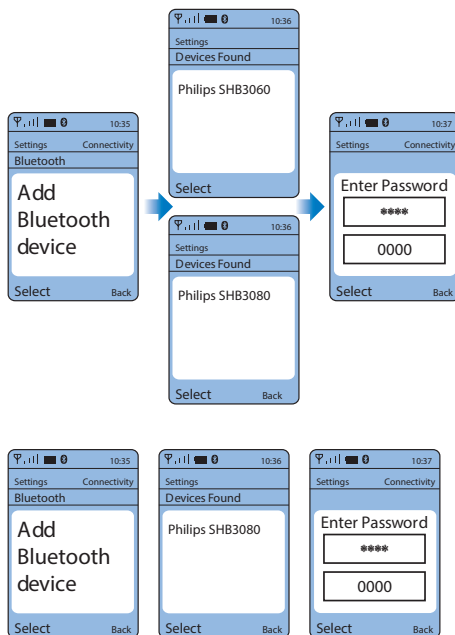 10:36
Settings
Devices Found
Philips SHB3060
Select
10:35
Settings Connectivity
Bluetooth
Add
Bluetooth
device
Select Back
10:36
Settings
Devices Found
Philips SHB3080
Select Back
10:37
Settings Connectivity
Enter Password
****
0000
Select Back
10:35
Settings Connectivity
Bluetooth
Add
Bluetooth
device
Select Back
10:36
Settings
Devices Found
Philips SHB3080
Select Back
10:37
Settings Connectivity
Enter Password
****
0000
Select Back